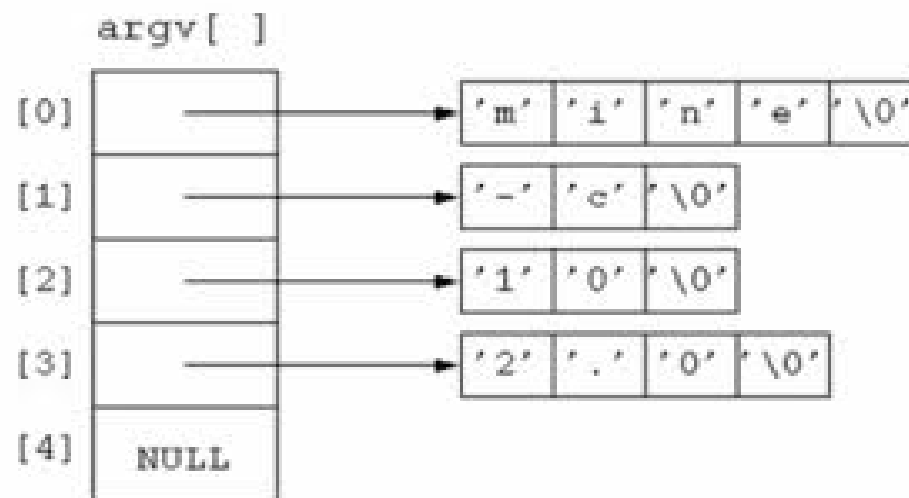 argv[ ]
[0] 'm' 'i' 'n' 'e' '\0'
[1] '-' 'c' '\0'
[2] '1' '0' '\0'
[3] '2' '.' '0' '\0'
[4] NULL